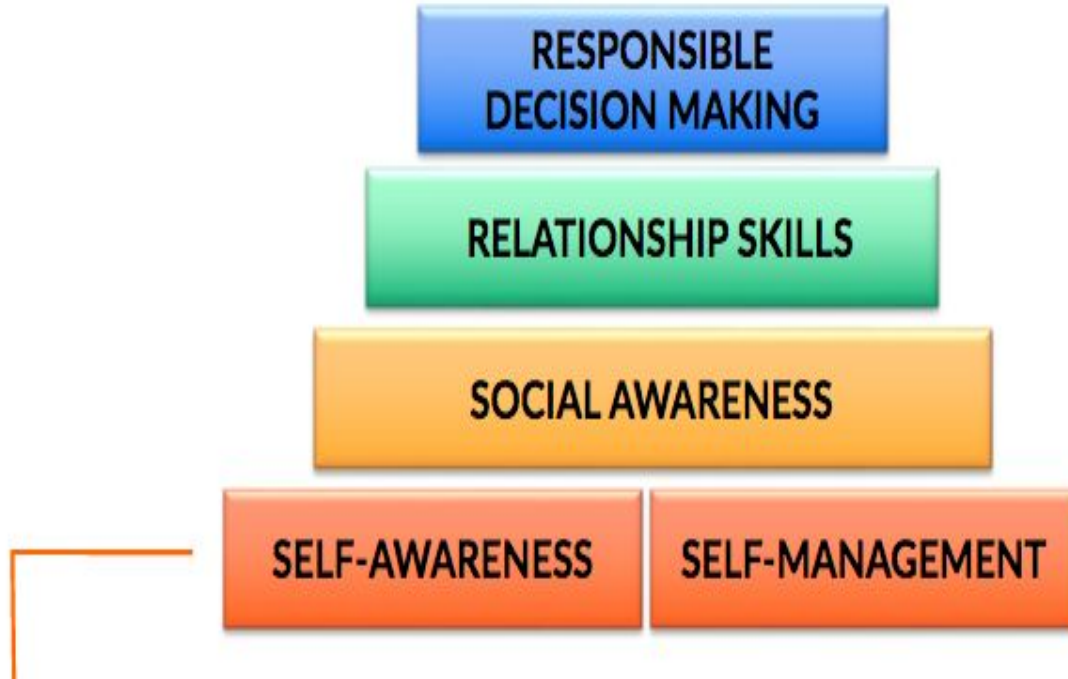 RESPONSIBLE
DECISION MAKING
RELATIONSHIP SKILLS
SOCIAL AWARENESS
SELF-AWARENESS
SELF-MANAGEMENT